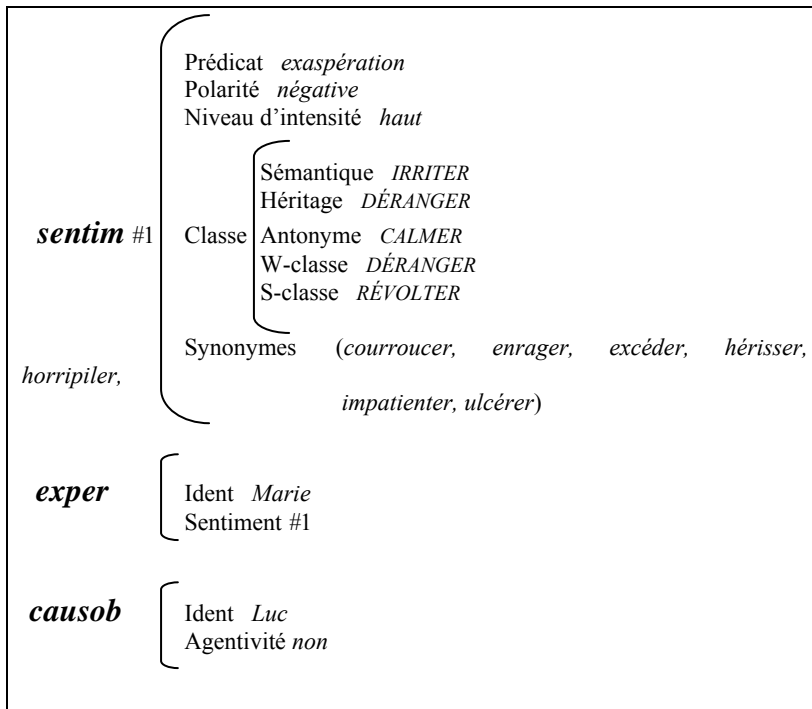 Prédicat exaspération
Polarité négative
Niveau d'intensité haut
Sémantique IRRITER
Héritage DÉRANGER
sentim #1 Classe Antonyme CALMER
W-classe DÉRANGER
S-classe RÉVOLTER
Synonymes (courroucer, enrager, excéder, hérisser,
horripiler,
impatienter, ulcérer)
exper Ident Marie
Sentiment #1
causob Ident Luc
Agentivité non